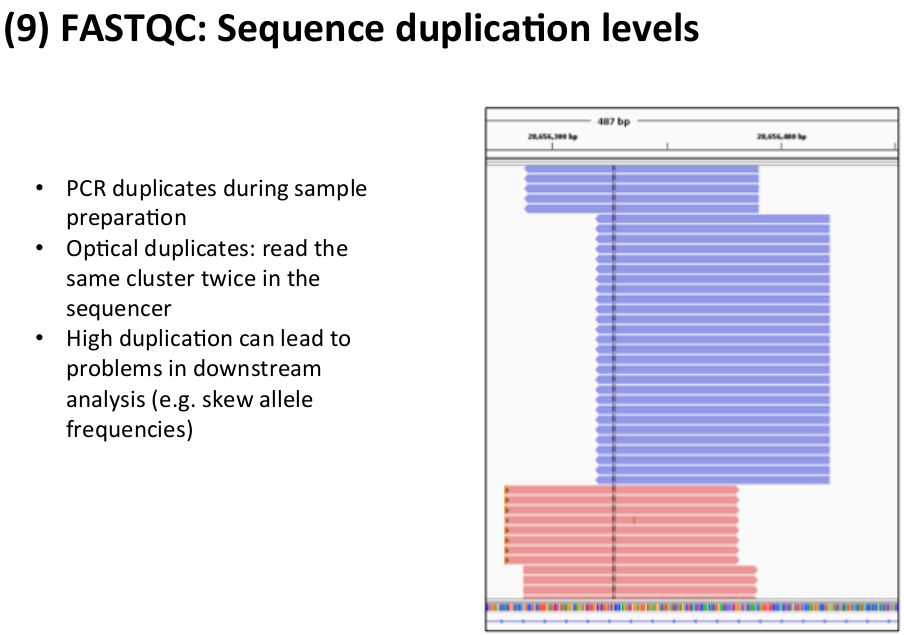 (9) FASTQC: Sequence duplication levels
• PCR duplicates during sample
preparation
• Optical duplicates: read the
same cluster twice in the
sequencer
• High duplication can lead to
problems in downstream
analysis (e.g. skew allele
frequencies)
487 bp
28,656,300 bp 28,656,400 bp